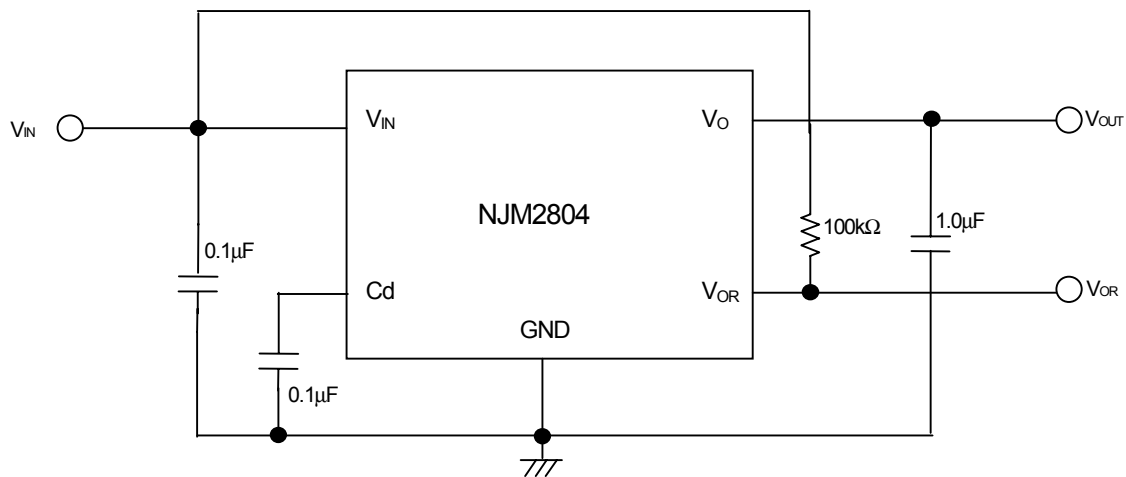 VIN
VIN
VO
VOUT
NJM2804
100kΩ
1.0μF
0.1μF
Cd
VOR
VOR
GND
0.1μF